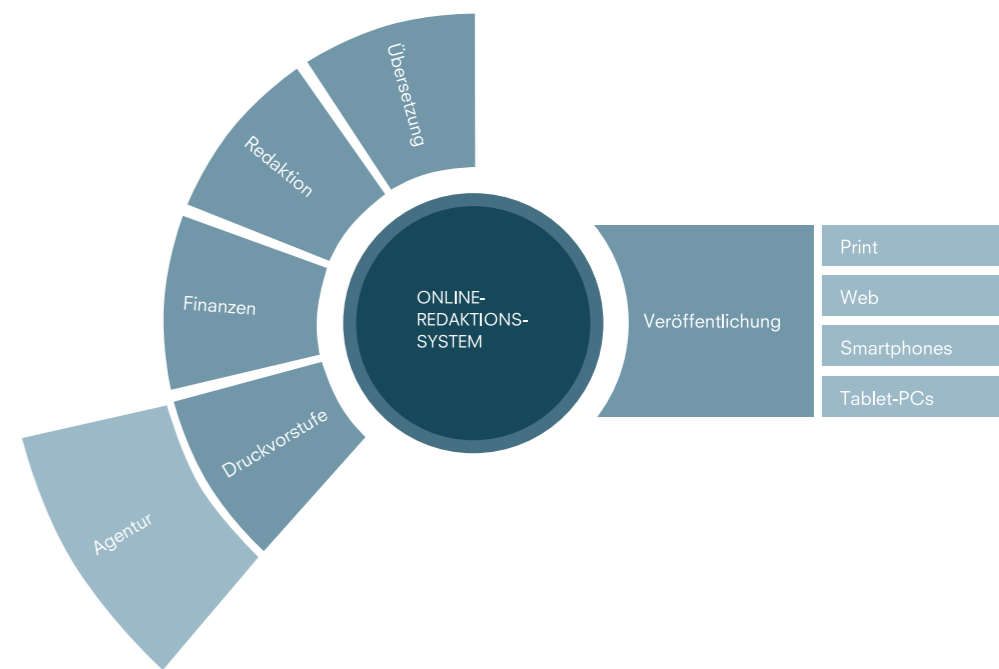 Übersetzung
Redaktion
Finanzen
Druckvorstufe
Agentur
ONLINE-
REDAKTIONS-
SYSTEM
Veröffentlichung
Print
Web
Smartphones
Tablet-PCs